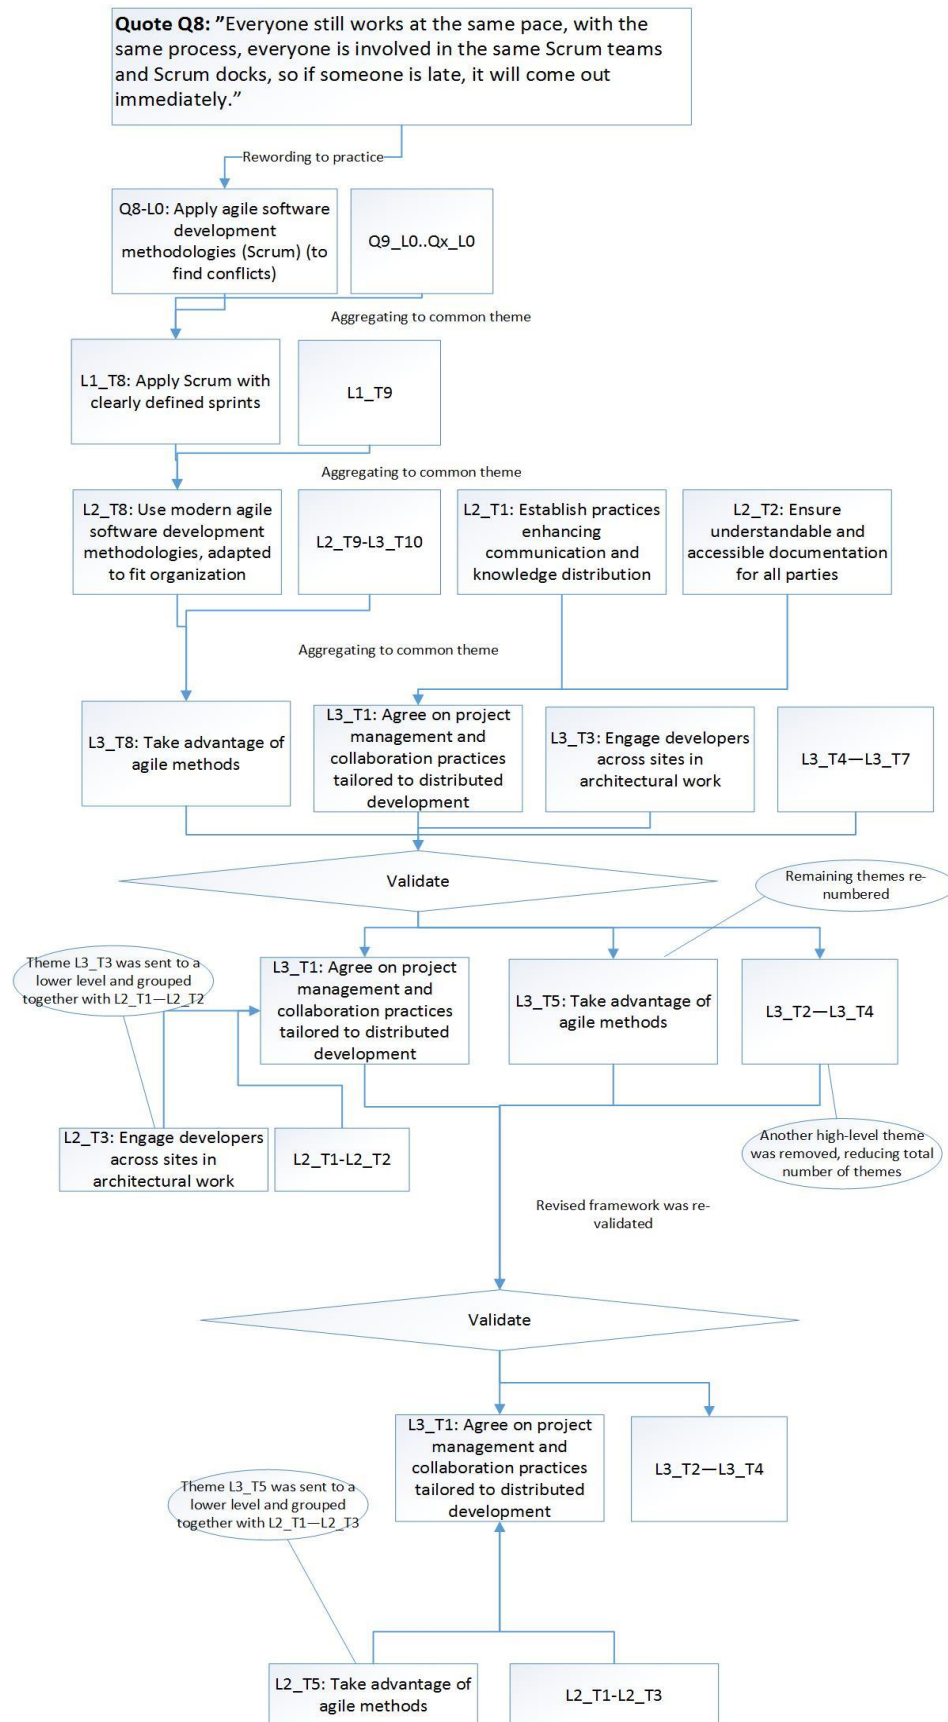 Quote Q8: ”Everyone still works at the same pace, with the
same process, everyone is involved in the same Scrum teams
and Scrum docks, so if someone is late, it will come out
immediately.”
Rewording to practice
Q8-L0: Apply agile software
development
methodologies (Scrum) (to
find conflicts)
Q9_L0..Qx_L0
Aggregating to common theme
L1_T8: Apply Scrum with
clearly defined sprints
L1_T9
Aggregating to common theme
L2_T8: Use modern agile
software development
methodologies, adapted
to fit organization
L2_T9-L3_T10
L2_T1: Establish practices
enhancing
communication and
knowledge distribution
L2_T2: Ensure
understandable and
accessible documentation
for all parties
Aggregating to common theme
L3_T8: Take advantage of
agile methods
L3_T1: Agree on project
management and
collaboration practices
tailored to distributed
development
L3_T3: Engage developers
across sites in
architectural work
L3_T4—L3_T7
Validate
Remaining themes re-
numbered
Theme L3_T3 was sent to a
lower level and grouped
together with L2_T1—L2_T2
L3_T1: Agree on project
management and
collaboration practices
tailored to distributed
development
L3_T5: Take advantage of
agile methods
L3_T2—L3_T4
L2_T3: Engage developers
across sites in
architectural work
L2_T1-L2_T2
Another high-level theme
was removed, reducing total
number of themes
Revised framework was re-
validated
Validate
L3_T1: Agree on project
management and
collaboration practices
tailored to distributed
development
L3_T2—L3_T4
Theme L3_T5 was sent to a
lower level and grouped
together with L2_T1—L2_T3
L2_T5: Take advantage of
agile methods
L2_T1-L2_T3